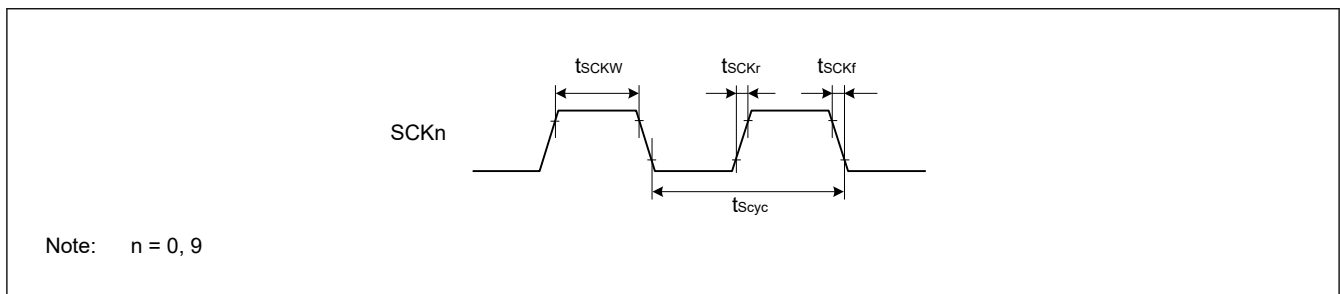 tSCKW tSCKr tSCKf
SCKn
tScyc
Note: n = 0, 9